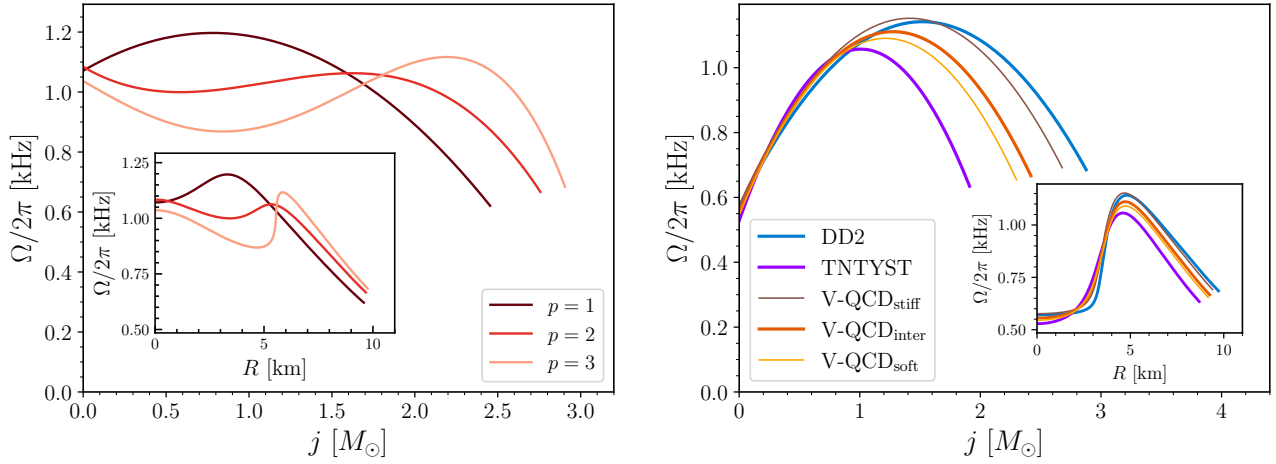 1.2
1.0
0.8
0.6
0.4
0.2
0.0
Ω/2π [kHz]
0.0 0.5 1.0 1.5 2.0 2.5 3.0
j [M⊙]
1.25
1.00
0.75
0.50
Ω/2π [kHz]
0 5 10
R [km]
p = 1
p = 2
p = 3
1.0
0.8
0.6
0.4
0.2
0.0
Ω/2π [kHz]
0 1 2 3 4
j [M⊙]
DD2
TNTYST
V-QCD_stiff
V-QCD_inter
V-QCD_soft
1.00
0.75
0.50
Ω/2π [kHz]
0 5 10
R [km]